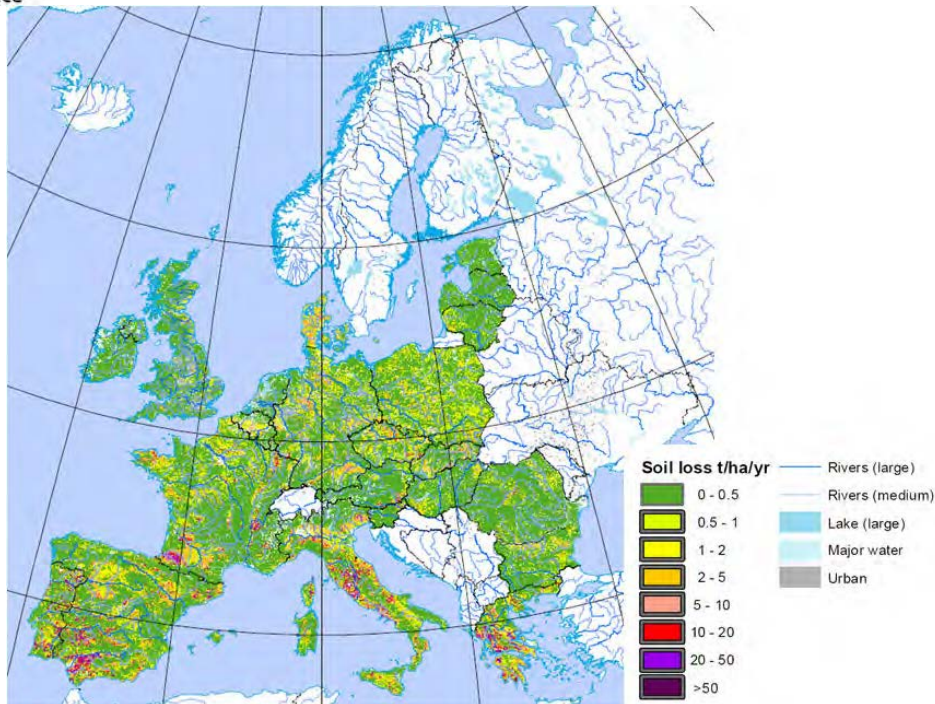 Soil loss t/ha/yr
0 - 0.5
0.5 - 1
1 - 2
2 - 5
5 - 10
10 - 20
20 - 50
>50
Rivers (large)
Rivers (medium)
Lake (large)
Major water
Urban